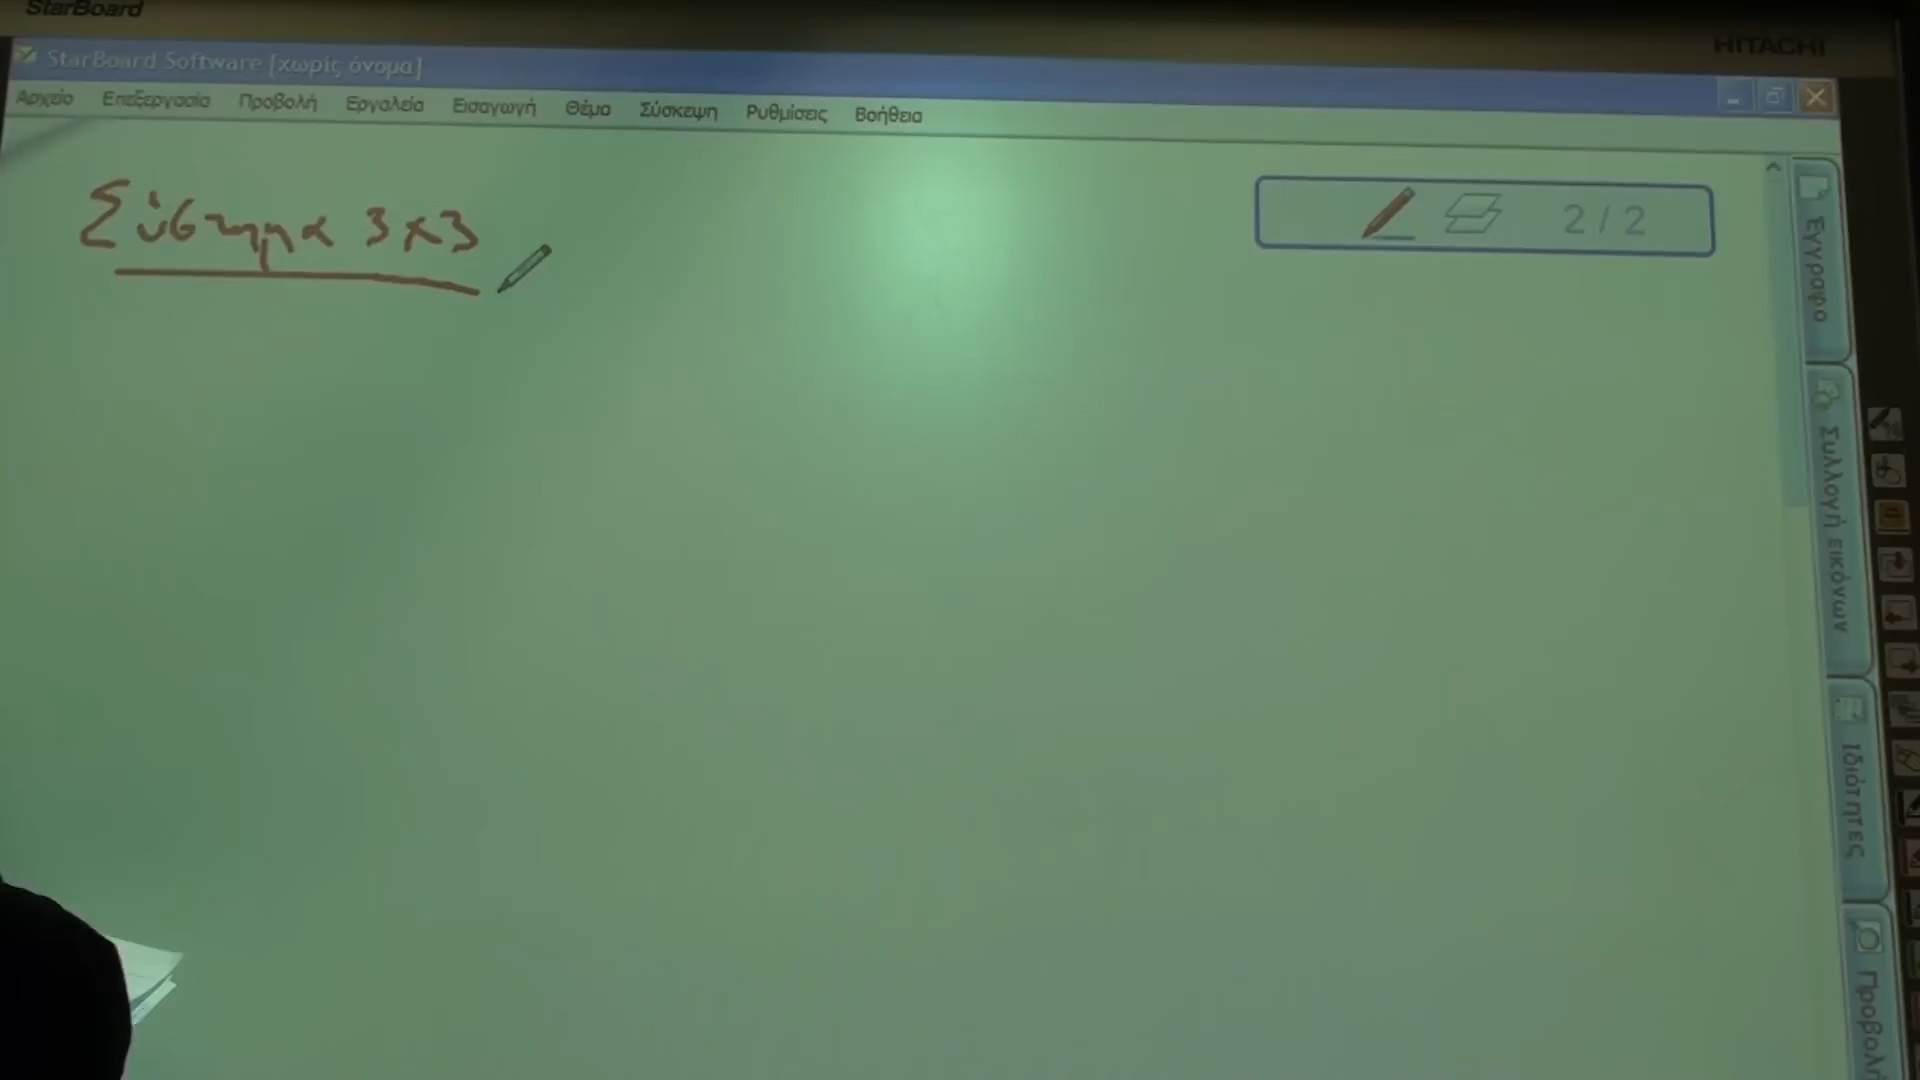 StarBoard
HITACHI
StarBoard Software [χωρίς όνομα]
Αρχείο Επεξεργασία Προβολή Εργαλεία Εισαγωγή Θέμα Σύσκεψη Ρυθμίσεις Βοήθεια
Σύστημα 3x3
2 / 2
Έγγραφο
Συλλογή εικόνων
Ιδιότητες
Προβολή